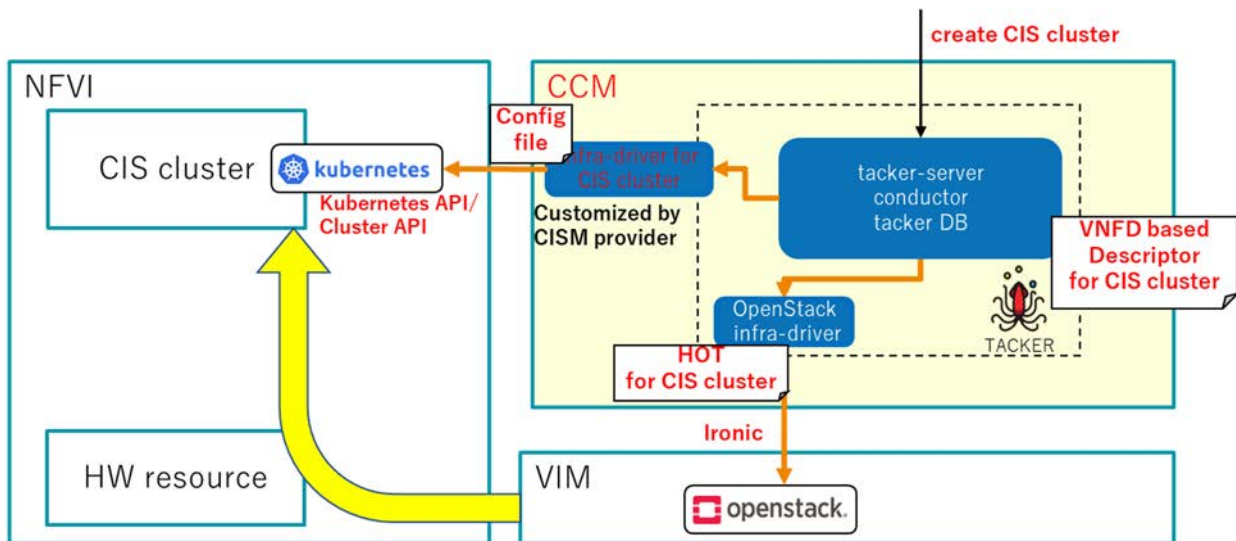 create CIS cluster
NFVI
CCM
CIS cluster
kubernetes
Kubernetes API/
Cluster API
Config
file
infra-driver for
CIS cluster
Customized by
CISM provider
tacker-server
conductor
tacker DB
VNFD based
Descriptor
for CIS cluster
OpenStack
infra-driver
TACKER
HOT
for CIS cluster
Ironic
HW resource
VIM
openstack.